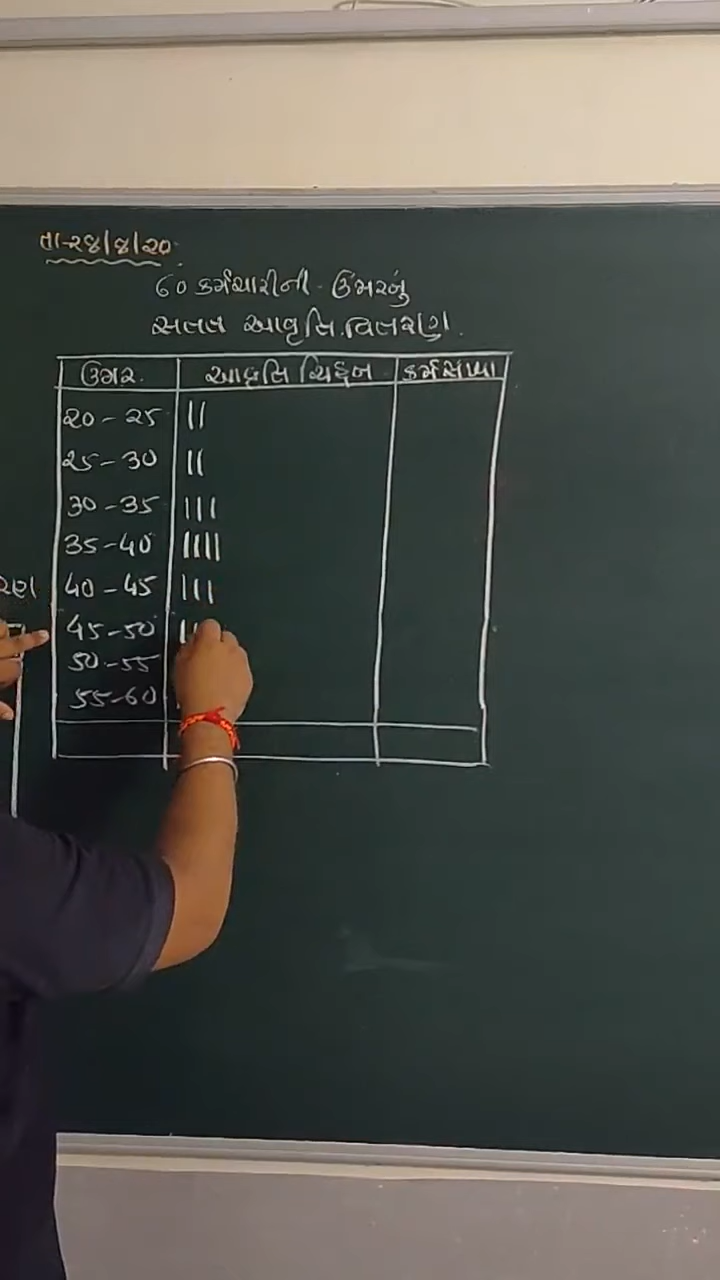 તા-૨૪/૪/૨૦
60 કર્મચારીની ઉંમરનું
સતત આવૃત્તિ વિતરણ.
ઉંમર. આવૃત્તિ ચિહ્ન કર્મ સંખ્યા
20 - 25 ||
25 - 30 ||
30 - 35 |||
35 - 40 ||||
40 - 45 |||
45 - 50
50 - 55
55 - 60
રણ